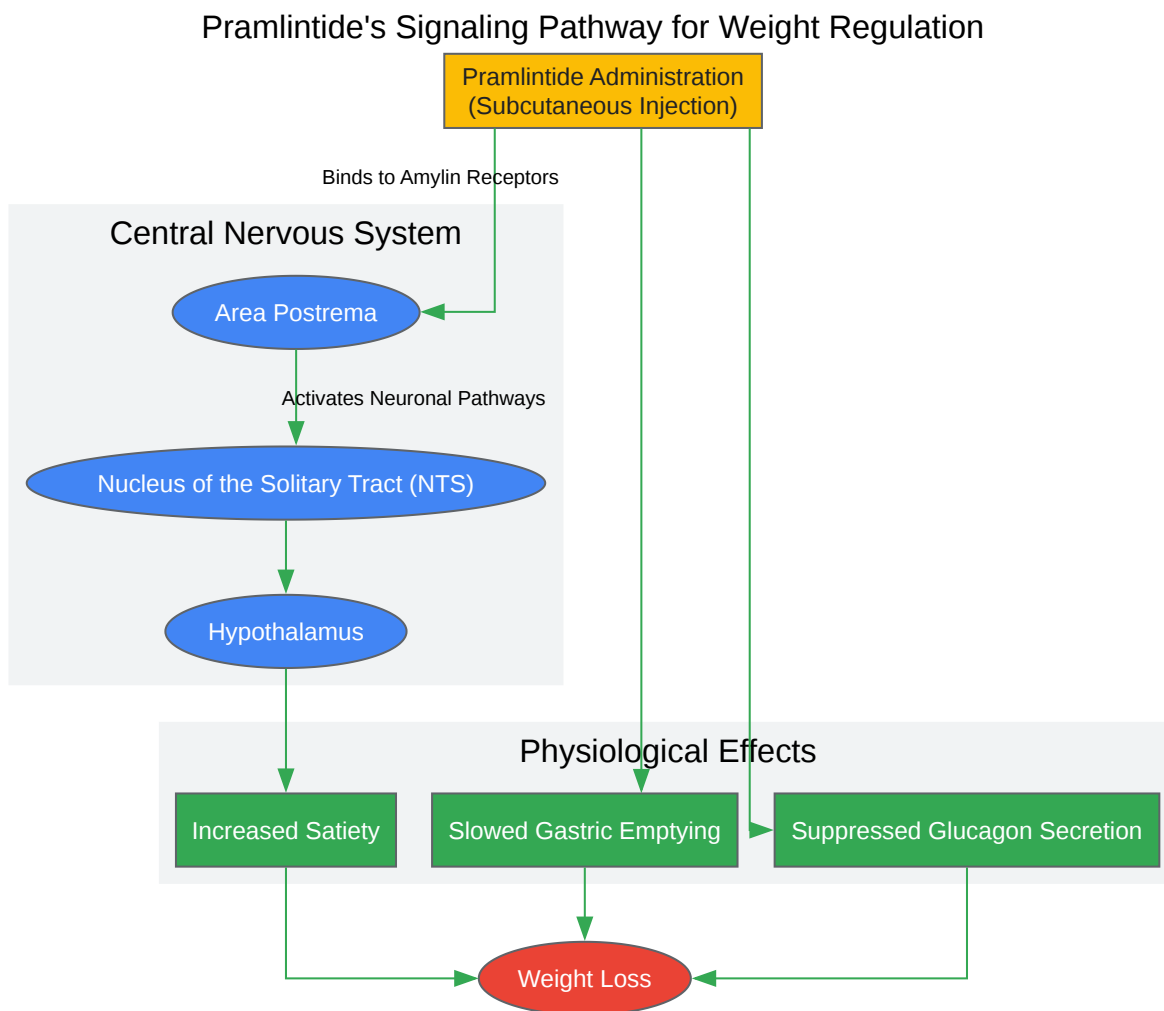 Pramlintide's Signaling Pathway for Weight Regulation
Pramlintide Administration
(Subcutaneous Injection)
Binds to Amylin Receptors
Central Nervous System
Area Postrema
Activates Neuronal Pathways
Nucleus of the Solitary Tract (NTS)
Hypothalamus
Physiological Effects
Increased Satiety
Slowed Gastric Emptying
Suppressed Glucagon Secretion
Weight Loss